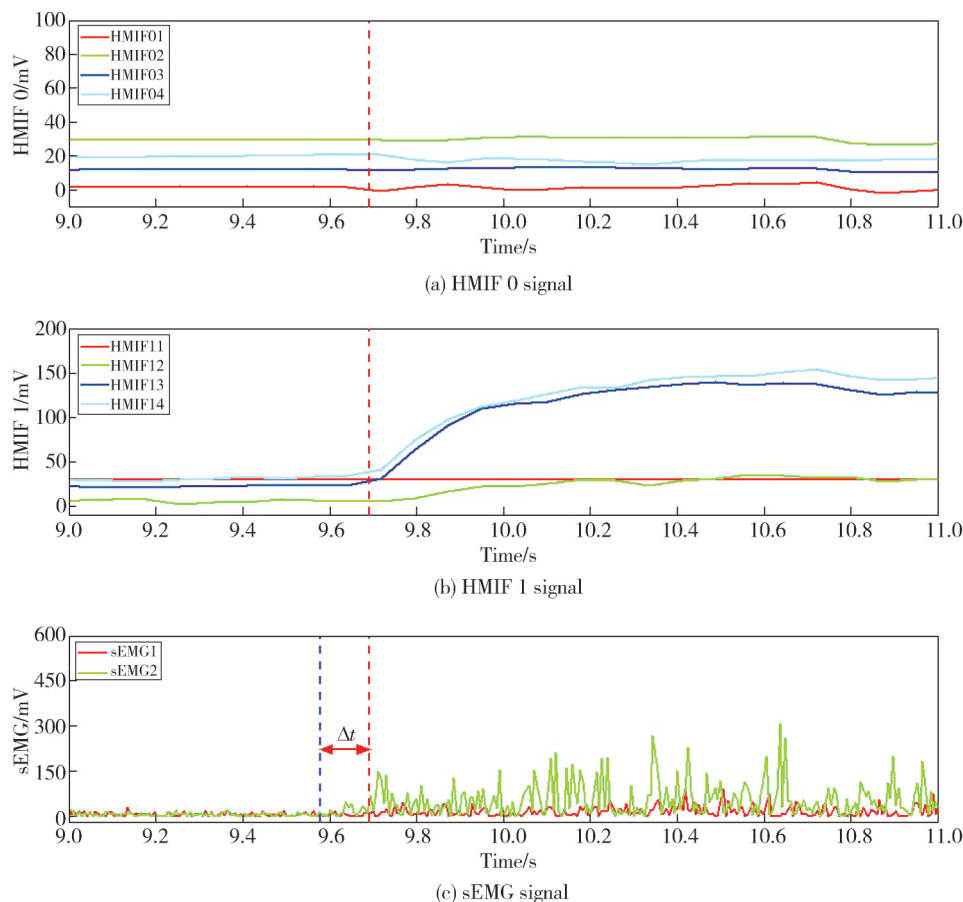 HMIF 0/mV
100
80
60
40
20
0
HMIF01
HMIF02
HMIF03
HMIF04
9.0 9.2 9.4 9.6 9.8 10.0 10.2 10.4 10.6 10.8 11.0
Time/s
(a) HMIF 0 signal
HMIF 1/mV
200
150
100
50
0
HMIF11
HMIF12
HMIF13
HMIF14
9.0 9.2 9.4 9.6 9.8 10.0 10.2 10.4 10.6 10.8 11.0
Time/s
(b) HMIF 1 signal
sEMG/mV
600
450
300
150
0
sEMG1
sEMG2
Δt
9.0 9.2 9.4 9.6 9.8 10.0 10.2 10.4 10.6 10.8 11.0
Time/s
(c) sEMG signal